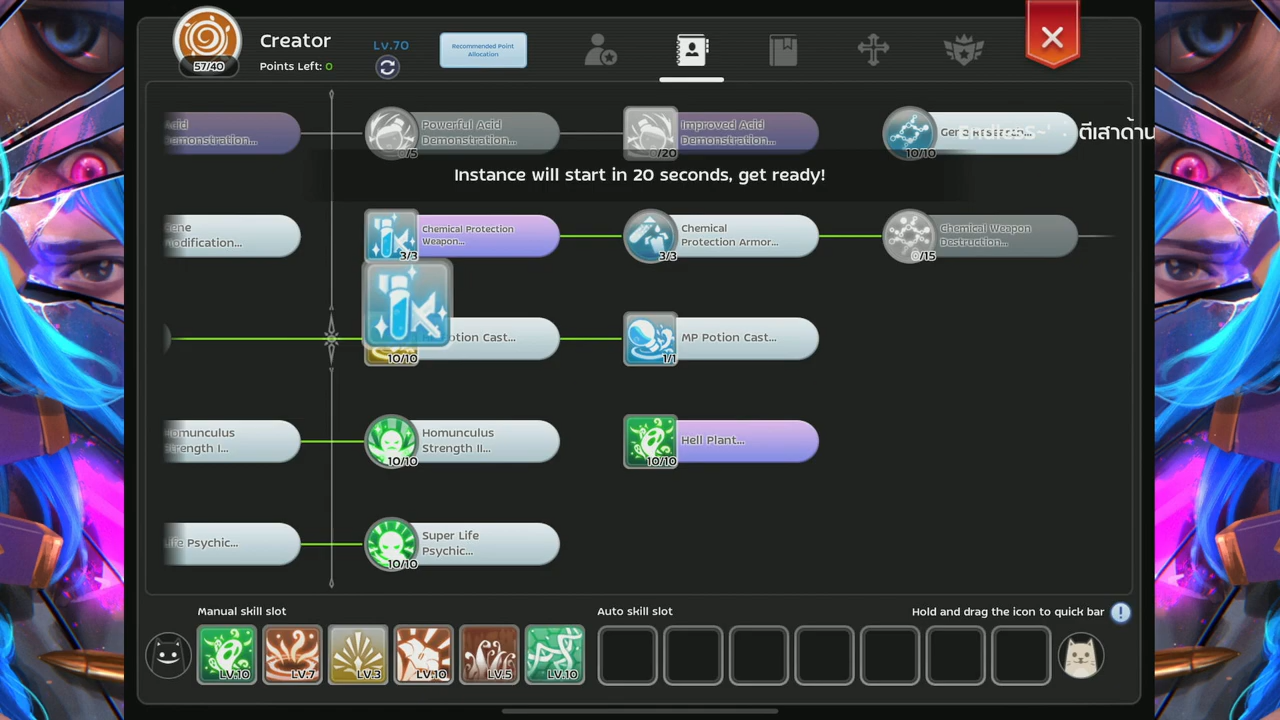 Creator
Lv.70
Points Left: 0
57/40
Recommended Point
Allocation
Acid
Demonstration...
Powerful Acid
Demonstration...
/5
Improved Acid
Demonstration...
/20
10/10
ตีเสาด้าน
Instance will start in 20 seconds, get ready!
Gene
Modification...
Chemical Protection
Weapon...
3/3
Chemical
Protection Armor...
3/3
Chemical Weapon
Destruction...
0/15
Potion Cast...
10/10
MP Potion Cast...
1/1
Homunculus
Strength I...
Homunculus
Strength II...
10/10
Hell Plant...
10/10
Life Psychic...
Super Life
Psychic...
10/10
Manual skill slot
Auto skill slot
Hold and drag the icon to quick bar
LV.10
LV.7
LV.3
LV.10
LV.5
LV.10